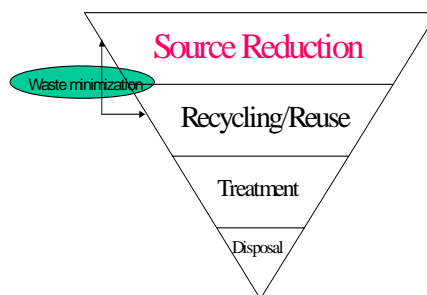 Source Reduction
Waste minimization
Recycling/Reuse
Treatment
Disposal